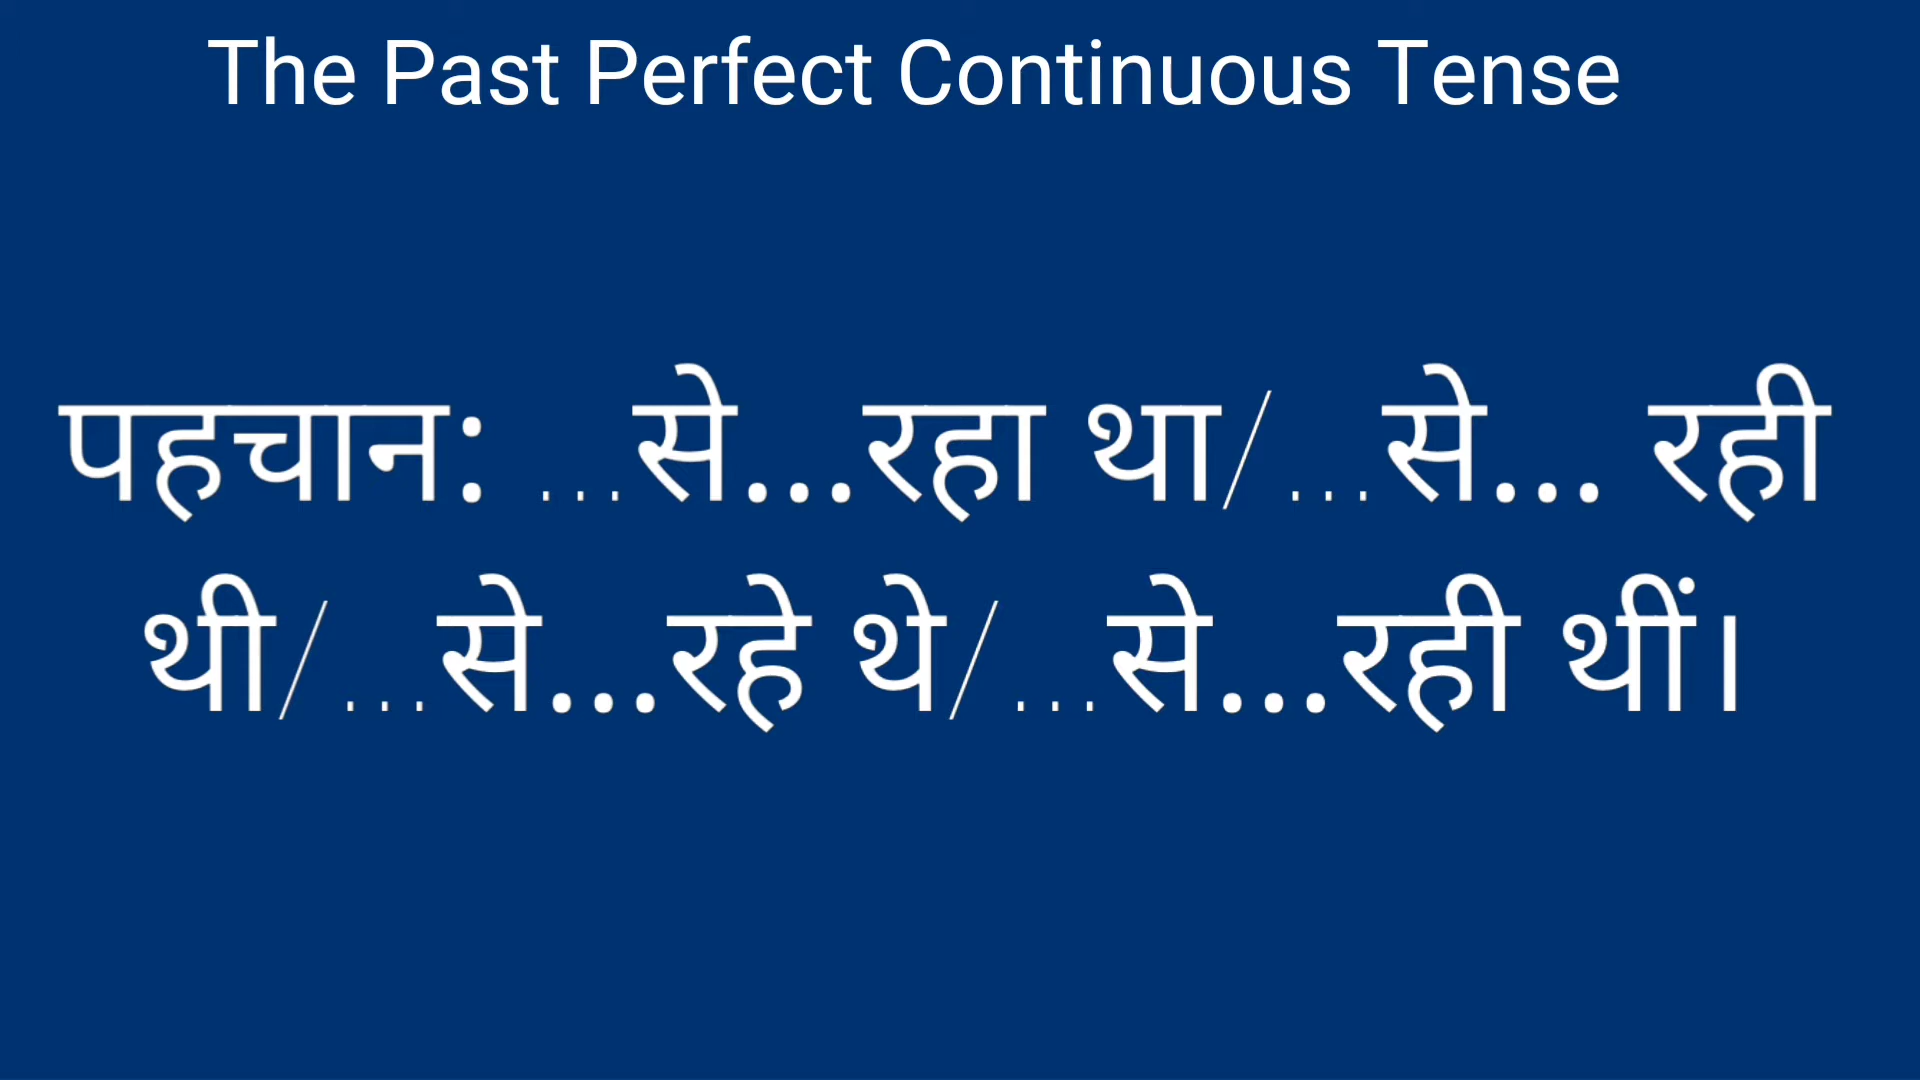 The Past Perfect Continuous Tense
पहचान: ...से...रहा था/...से... रही
थी/...से...रहे थे/...से...रही थीं।